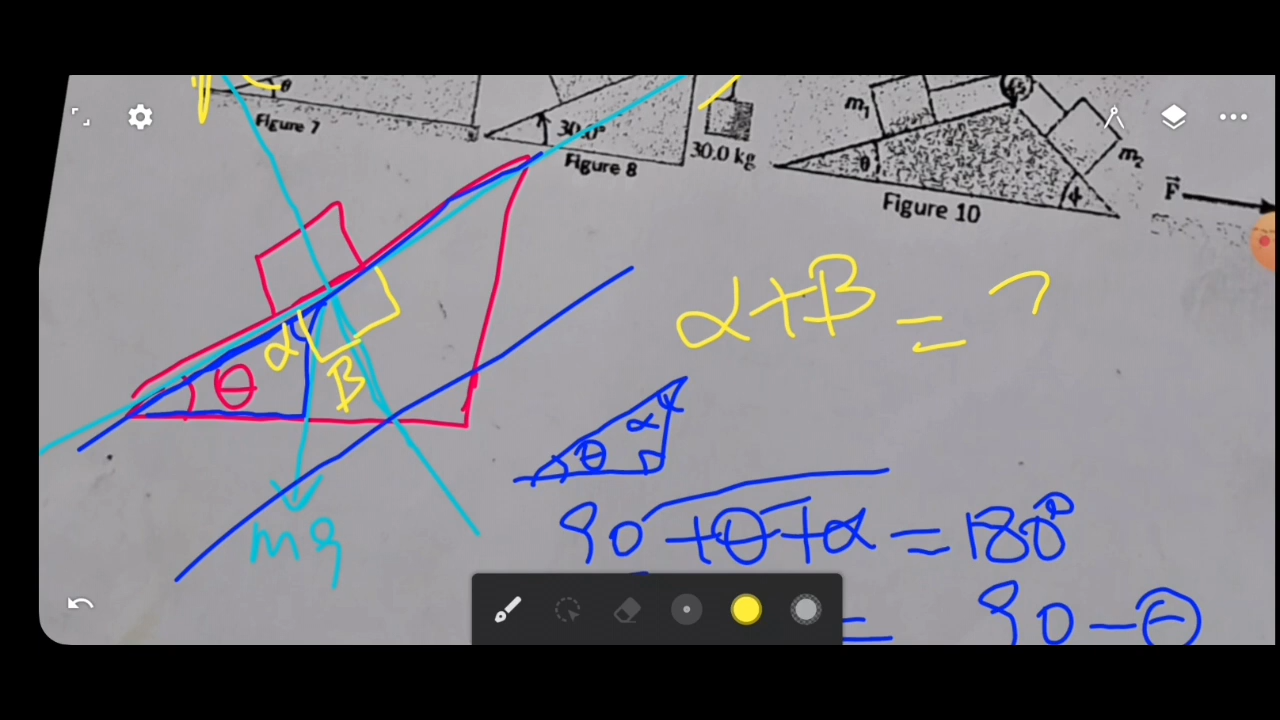 θ
Figure 7
30.0°
Figure 8
30.0 kg
m₁
θ
m₂
ϕ
Figure 10
F⃗
α+B = ?
α
θ
B
α
θ
90+θ+α = 180°
mg
= 90-θ